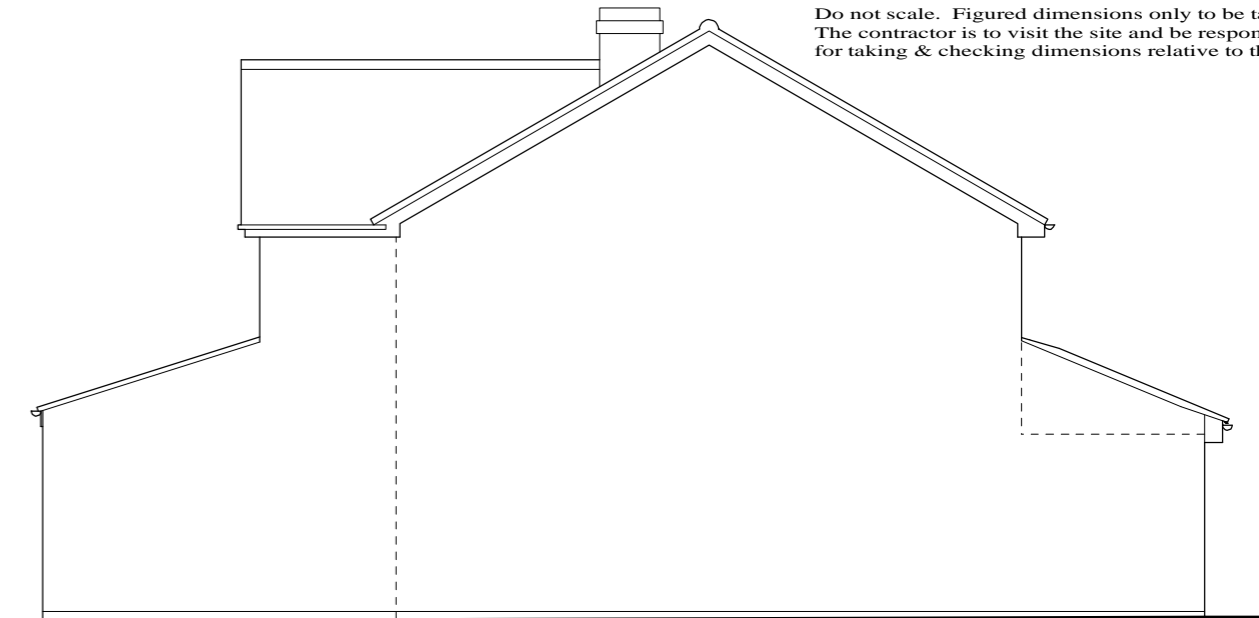 Do not scale. Figured dimensions only to be
The contractor is to visit the site and be
for taking & checking dimensions relative to